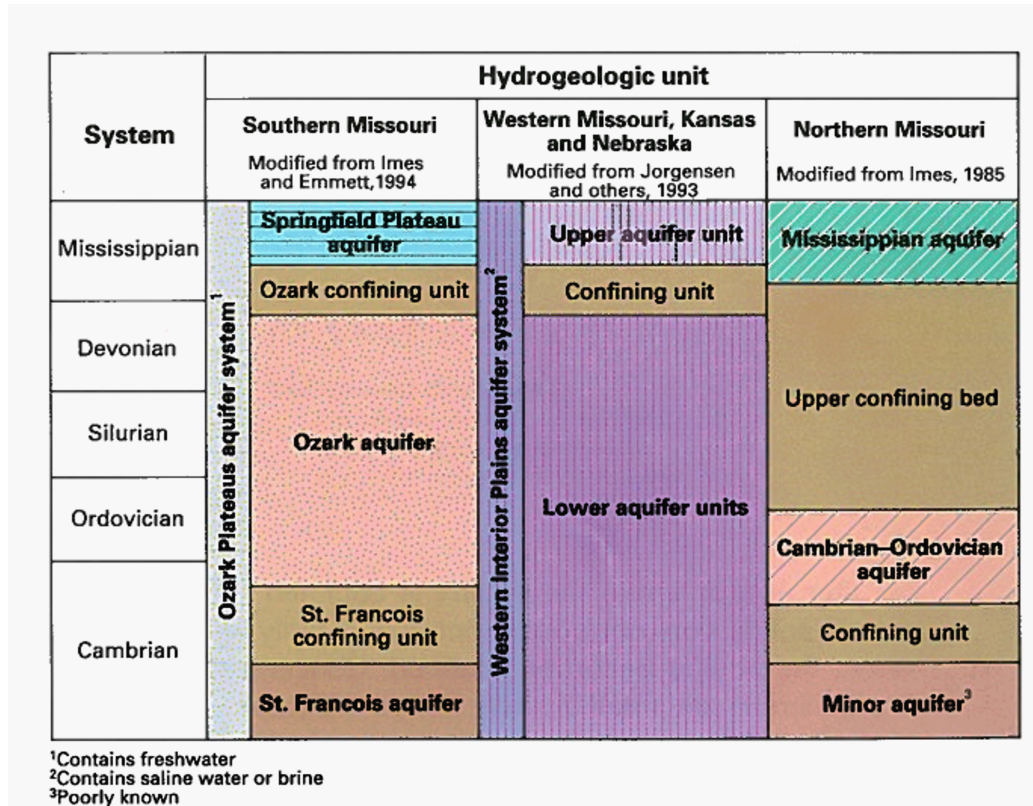 Hydrogeologic unit
System
Southern Missouri
Modified from Imes
and Emmett,1994
Western Missouri, Kansas
and Nebraska
Modified from Jorgensen
and others, 1993
Northern Missouri
Modified from Imes, 1985
Mississippian
Devonian
Silurian
Ordovician
Cambrian
Ozark Plateaus aquifer system¹
Springfield Plateau
aquifer
Ozark confining unit
Ozark aquifer
St. Francois
confining unit
St. Francois aquifer
Western Interior Plains aquifer system²
Upper aquifer unit
Confining unit
Lower aquifer units
Mississippian aquifer
Upper confining bed
Cambrian–Ordovician
aquifer
Confining unit
Minor aquifer³
¹Contains freshwater
²Contains saline water or brine
³Poorly known